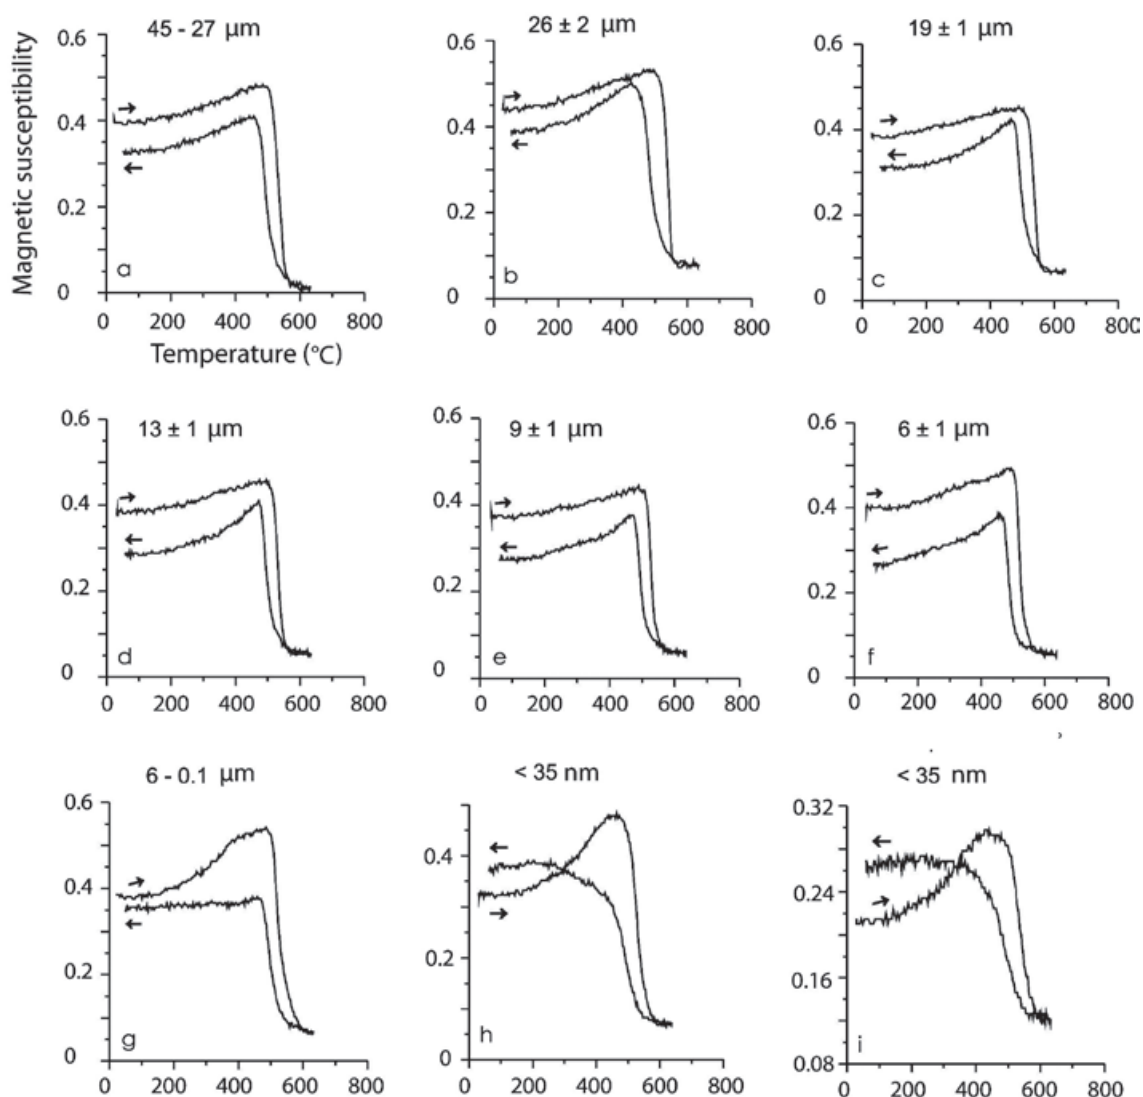 45 - 27 µm
26 ± 2 µm
19 ± 1 µm
Magnetic susceptibility
0.6
0.4
0.2
0
a
0 200 400 600 800
Temperature (°C)
0.6
0.4
0.2
0
b
0 200 400 600 800
0.6
0.4
0.2
0
c
0 200 400 600 800
13 ± 1 µm
9 ± 1 µm
6 ± 1 µm
0.6
0.4
0.2
0
d
0 200 400 600 800
0.6
0.4
0.2
0
e
0 200 400 600 800
0.6
0.4
0.2
0
f
0 200 400 600 800
6 - 0.1 µm
< 35 nm
< 35 nm
0.6
0.4
0.2
0
g
0 200 400 600 800
0.4
0.2
0
h
0 200 400 600 800
0.32
0.24
0.16
0.08
i
0 200 400 600 800